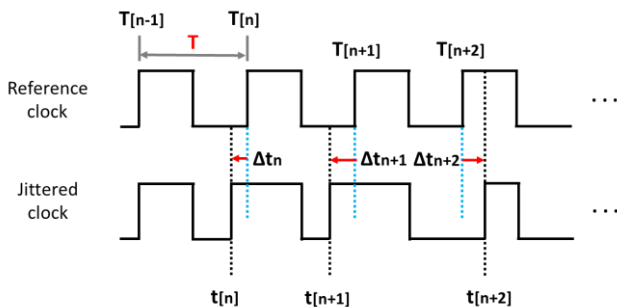 T[n-1] T[n]
T
T[n+1] T[n+2]
Reference
clock
...
Δtn Δtn+1 Δtn+2
Jittered
clock
...
t[n] t[n+1] t[n+2]